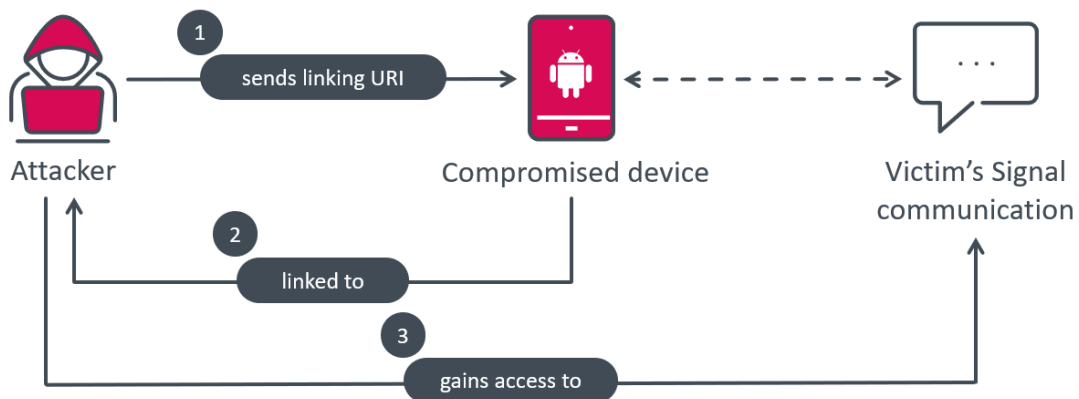 1
sends linking URI
Attacker
Compromised device
Victim's Signal
communication
2
linked to
3
gains access to